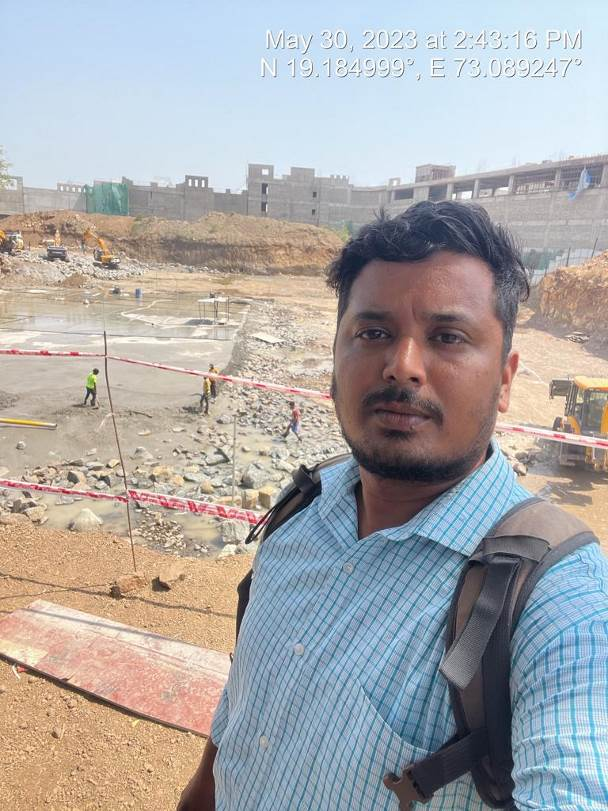 May 30, 2023 at 2:43:16 PM
N 19.184999°, E 73.089247°